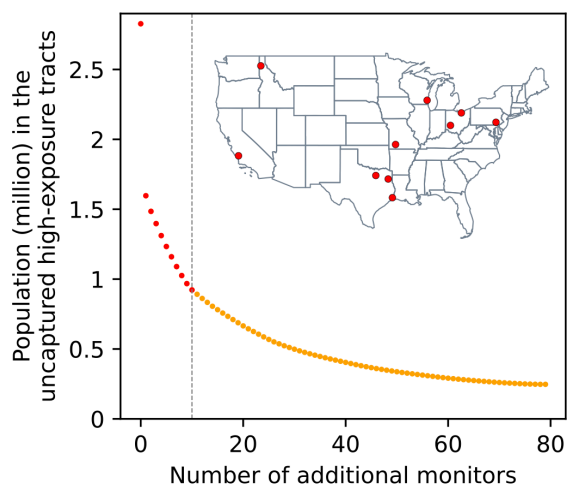 Population (million) in the
uncaptured high-exposure tracts
2.5
2
1.5
1
0.5
0
0 20 40 60 80
Number of additional monitors